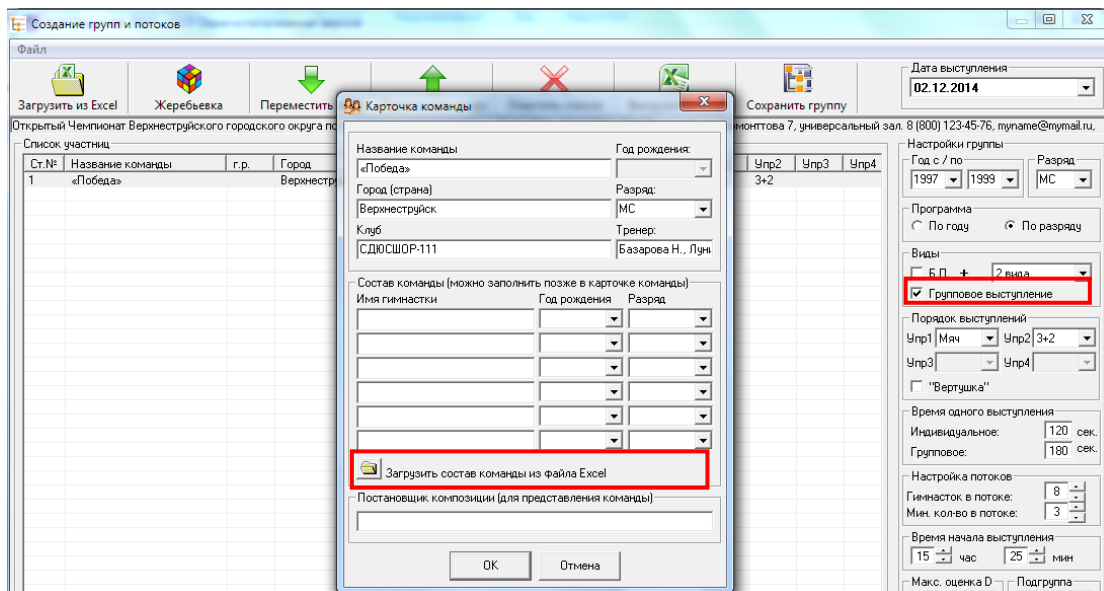 Создание групп и потоков
Файл
Загрузить из Excel
Жеребьевка
Переместить
Сохранить группу
Дата выступления
02.12.2014
Открытый Чемпионат Верхнеструйского городского округа по
монттова 7, универсальный зал. 8 (800) 123-45-76, myname@mymail.ru,
Список участниц
Ст.№ Название команды г.р. Город Упр2 Упр3 Упр4
1 «Победа» Верхнестр 3+2
Карточка команды
Название команды Год рождения:
«Победа»
Город (страна) Разряд:
Верхнеструйск МС
Клуб Тренер:
СДЮСШОР-111 Базарова Н., Луни
Состав команды (можно заполнить позже в карточке команды)
Имя гимнастки Год рождения Разряд
Загрузить состав команды из файла Excel
Постановщик композиции (для представления команды)
ОК Отмена
Настройки группы
Год с / по Разряд
1997 1999 МС
Программа
По году По разряду
Виды
Б.П. + 2 вида
Групповое выступление
Порядок выступлений
Упр1 Мяч Упр2 3+2
Упр3 Упр4
"Вертушка"
Время одного выступления
Индивидуальное: 120 сек.
Групповое: 180 сек.
Настройка потоков
Гимнасток в потоке: 8
Мин. кол-во в потоке: 3
Время начала выступления
15 час 25 мин
Макс. оценка D Подгруппа